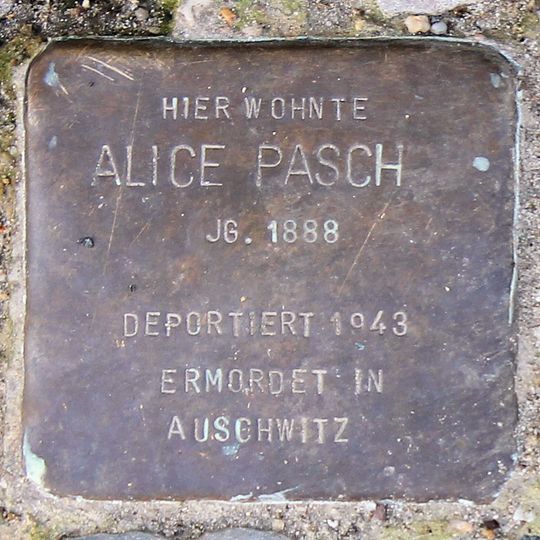 HIER WOHNTE
ALICE PASCH
JG. 1888
DEPORTIERT 1943
ERMORDET IN
AUSCHWITZ